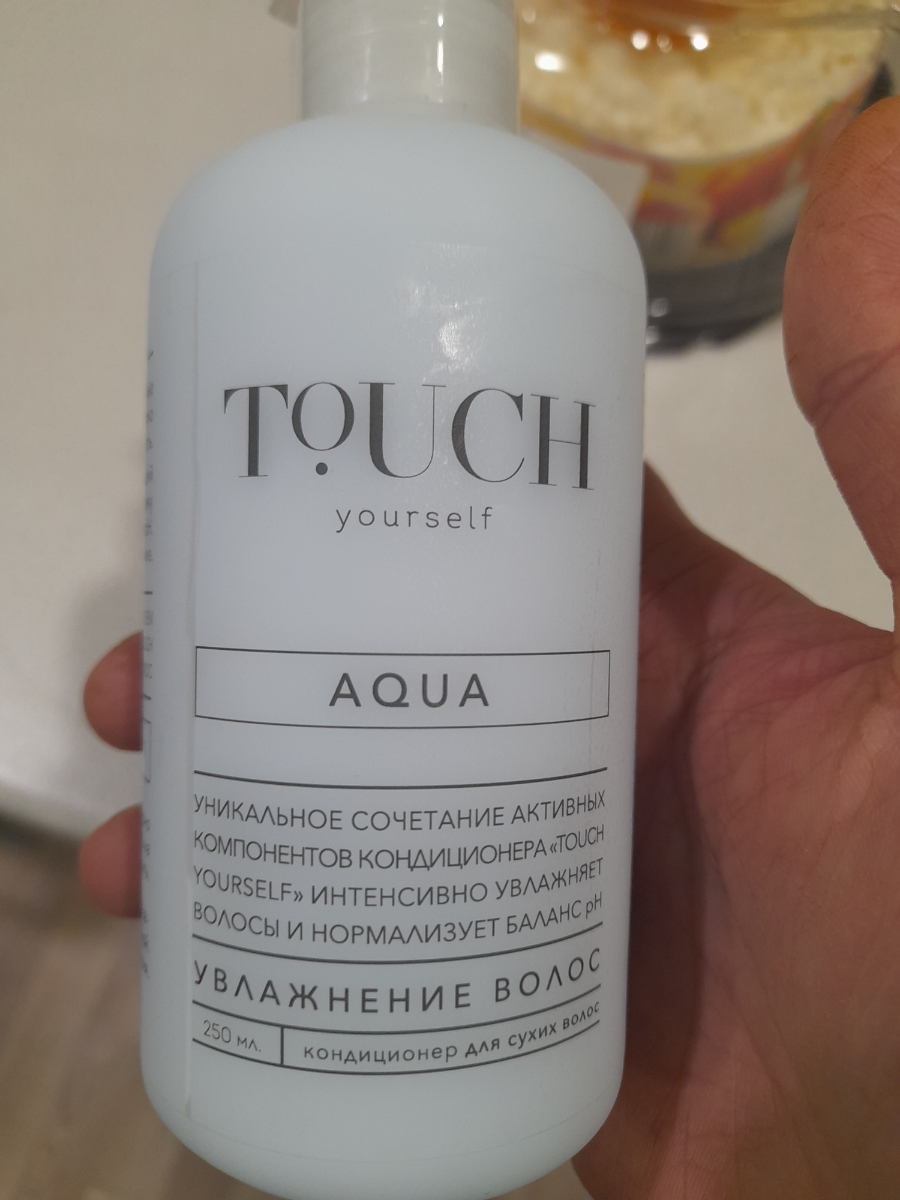 TOUCH
yourself
AQUA
УНИКАЛЬНОЕ СОЧЕТАНИЕ АКТИВНЫХ
КОМПОНЕНТОВ КОНДИЦИОНЕРА «TOUCH
YOURSELF» ИНТЕНСИВНО УВЛАЖНЯЕТ
ВОЛОСЫ И НОРМАЛИЗУЕТ БАЛАНС pH
УВЛАЖНЕНИЕ ВОЛОС
250 мл.
кондиционер для сухих волос